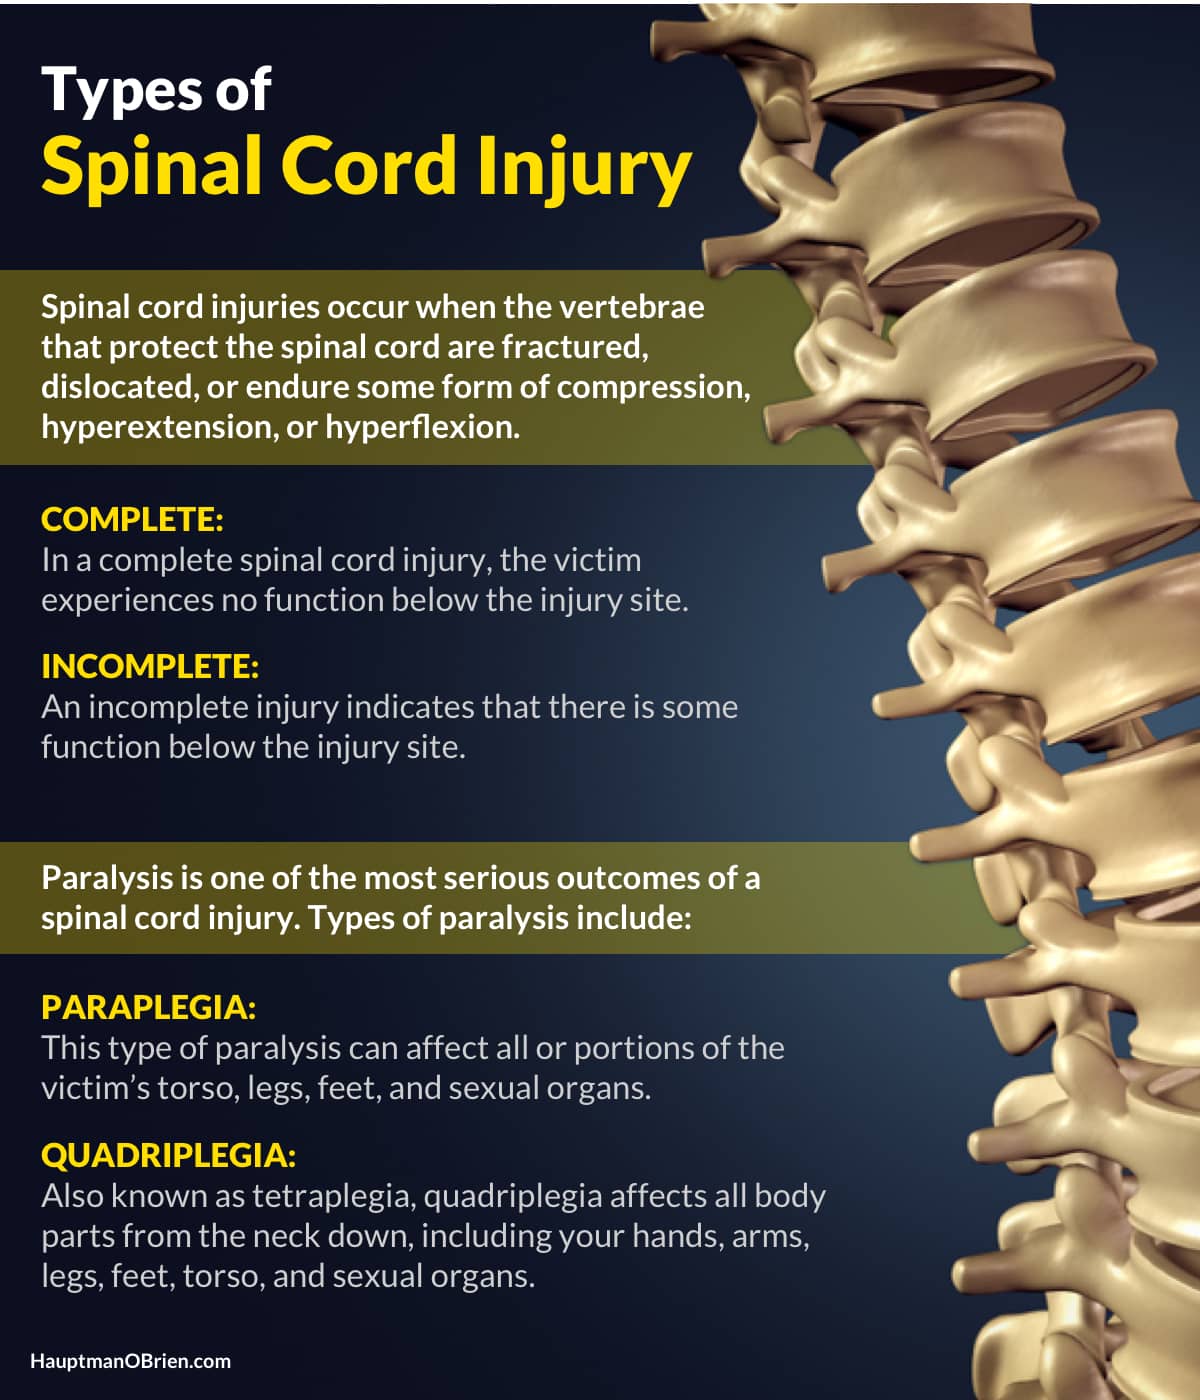 Types of
Spinal Cord Injury
Spinal cord injuries occur when the vertebrae
that protect the spinal cord are fractured,
dislocated, or endure some form of compression,
hyperextension, or hyperflexion.
COMPLETE:
In a complete spinal cord injury, the victim
experiences no function below the injury site.
INCOMPLETE:
An incomplete injury indicates that there is some
function below the injury site.
Paralysis is one of the most serious outcomes of a
spinal cord injury. Types of paralysis include:
PARAPLEGIA:
This type of paralysis can affect all or portions of the
victim’s torso, legs, feet, and sexual organs.
QUADRIPLEGIA:
Also known as tetraplegia, quadriplegia affects all body
parts from the neck down, including your hands, arms,
legs, feet, torso, and sexual organs.
HauptmanOBrien.com